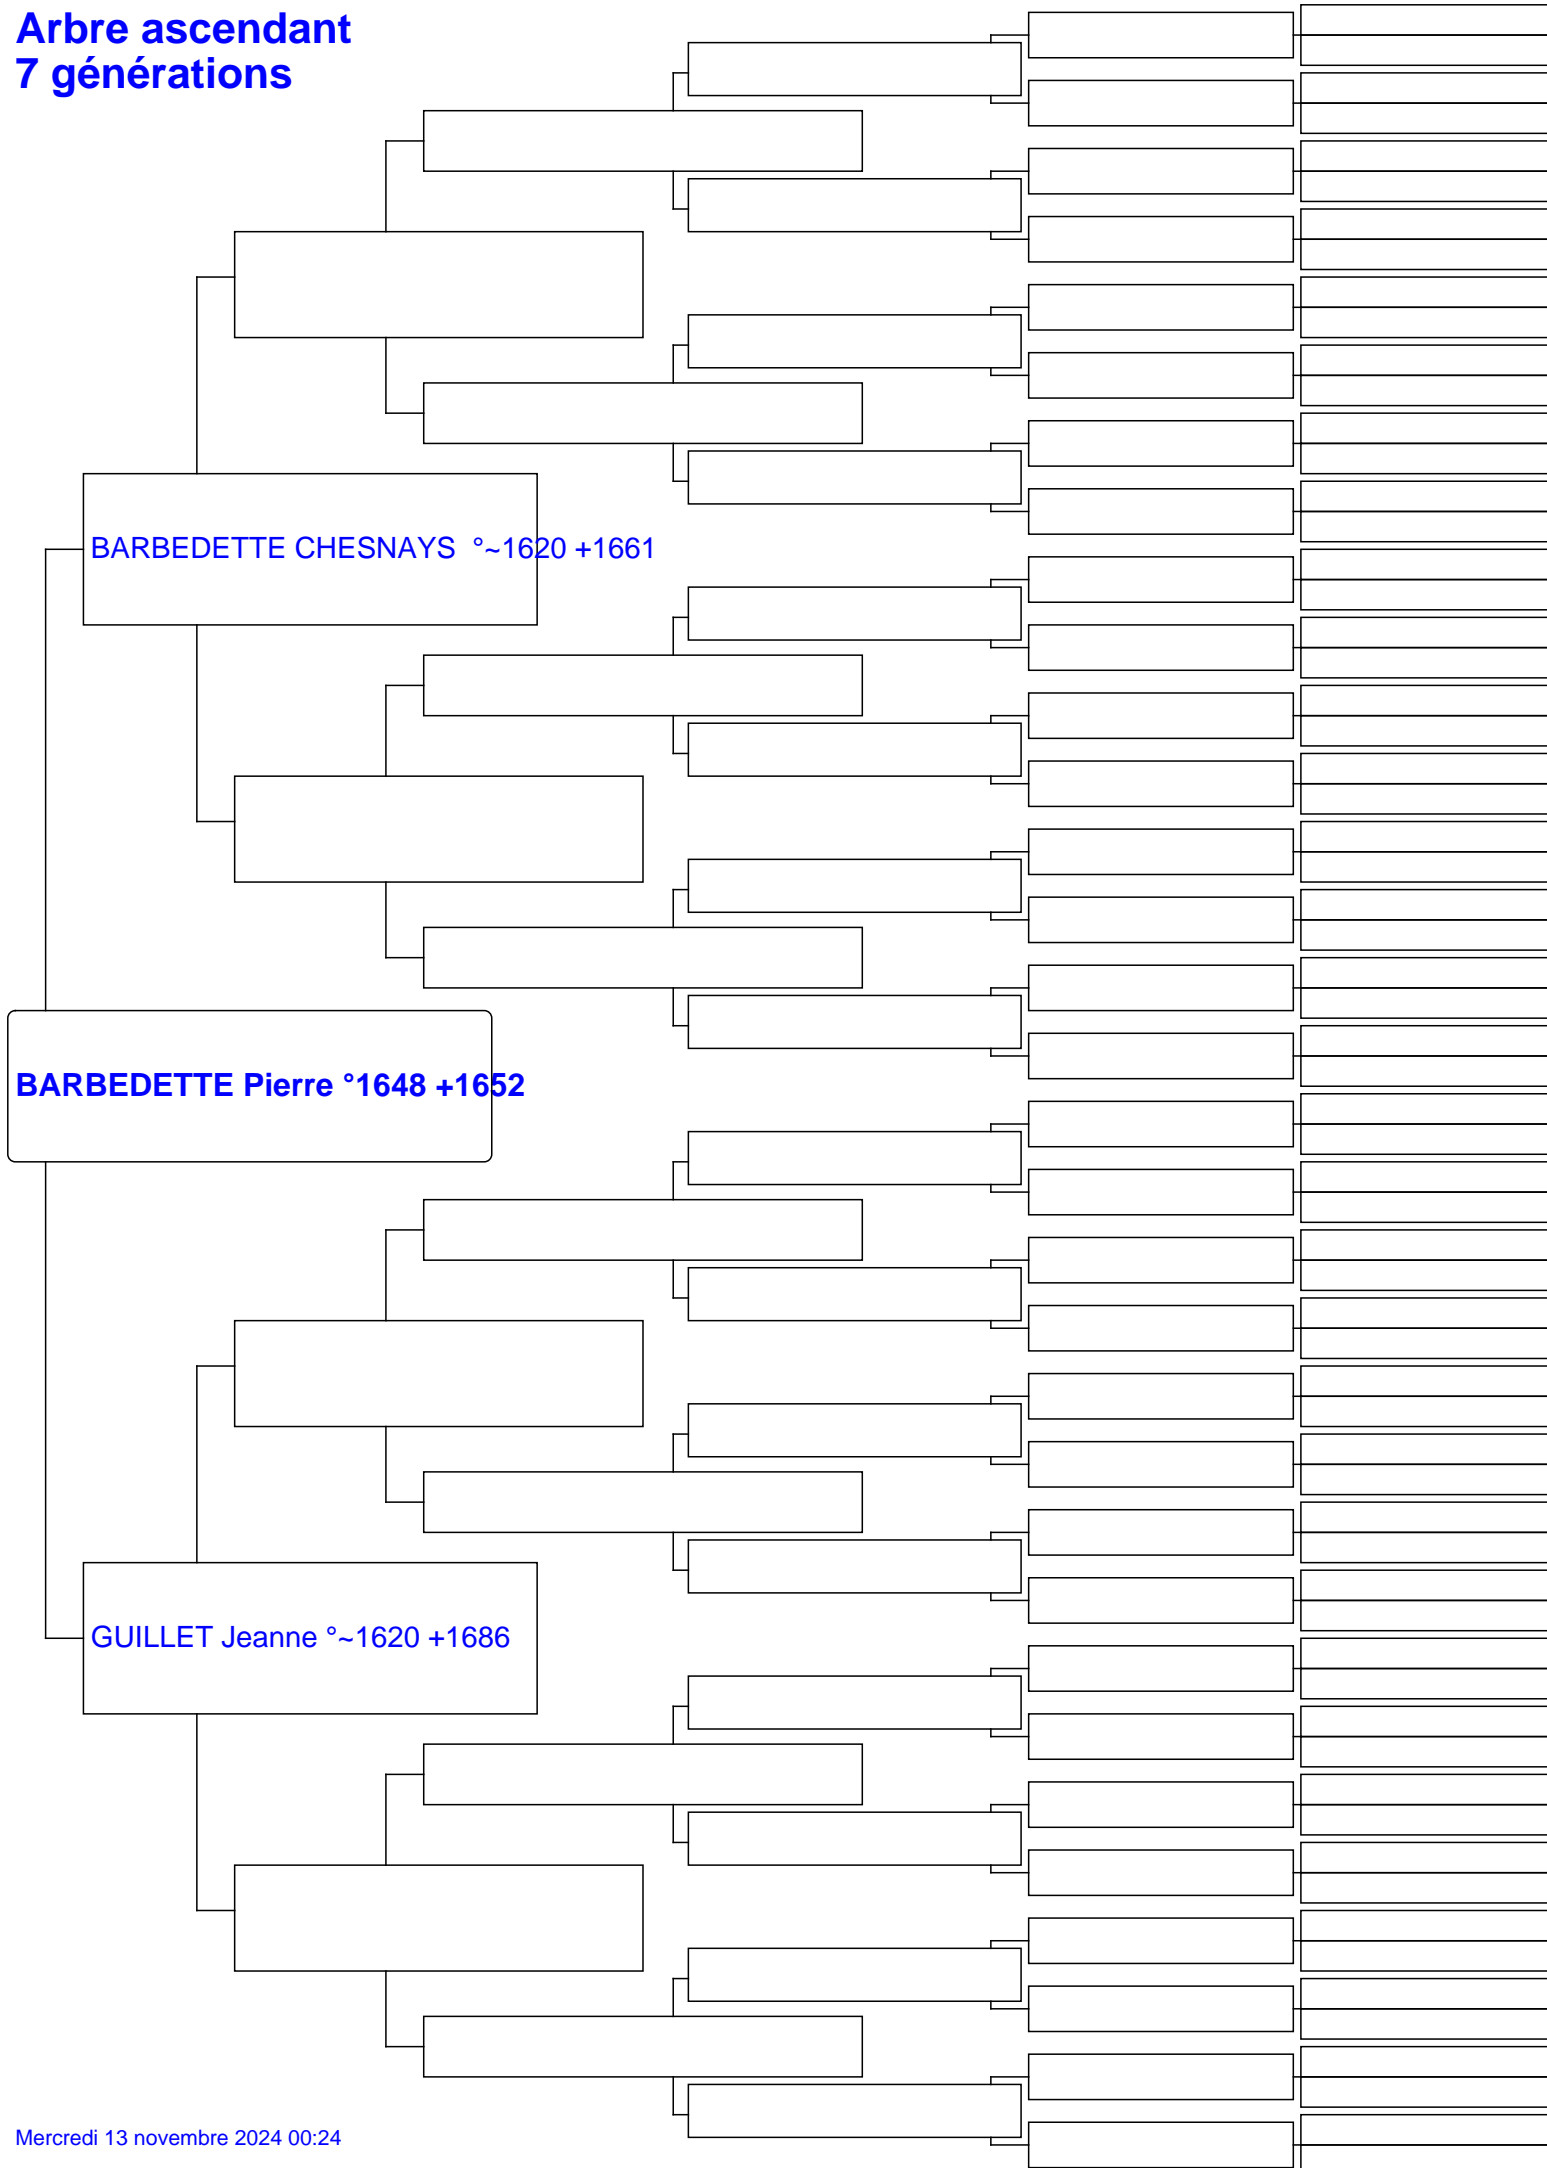 Arbre ascendant
7 générations
BARBEDETTE CHESNAYS  °~1620 +1661
BARBEDETTE Pierre °1648 +1652
GUILLET Jeanne °~1620 +1686
Mercredi 13 novembre 2024 00:24